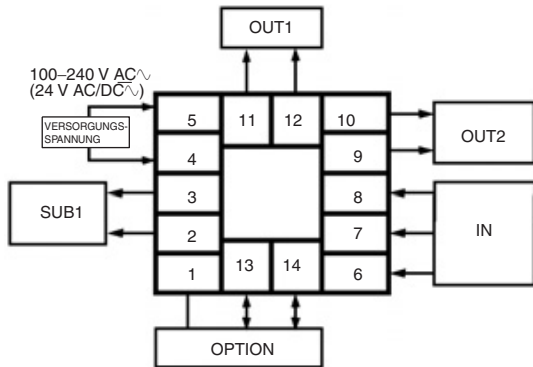 OUT1
100–240 V AC∿
(24 V AC/DC∿)
VERSORGUNGS-
SPANNUNG
5 11 12 10
OUT2
4 9
SUB1
3 8
IN
2 7
1 13 14 6
OPTION